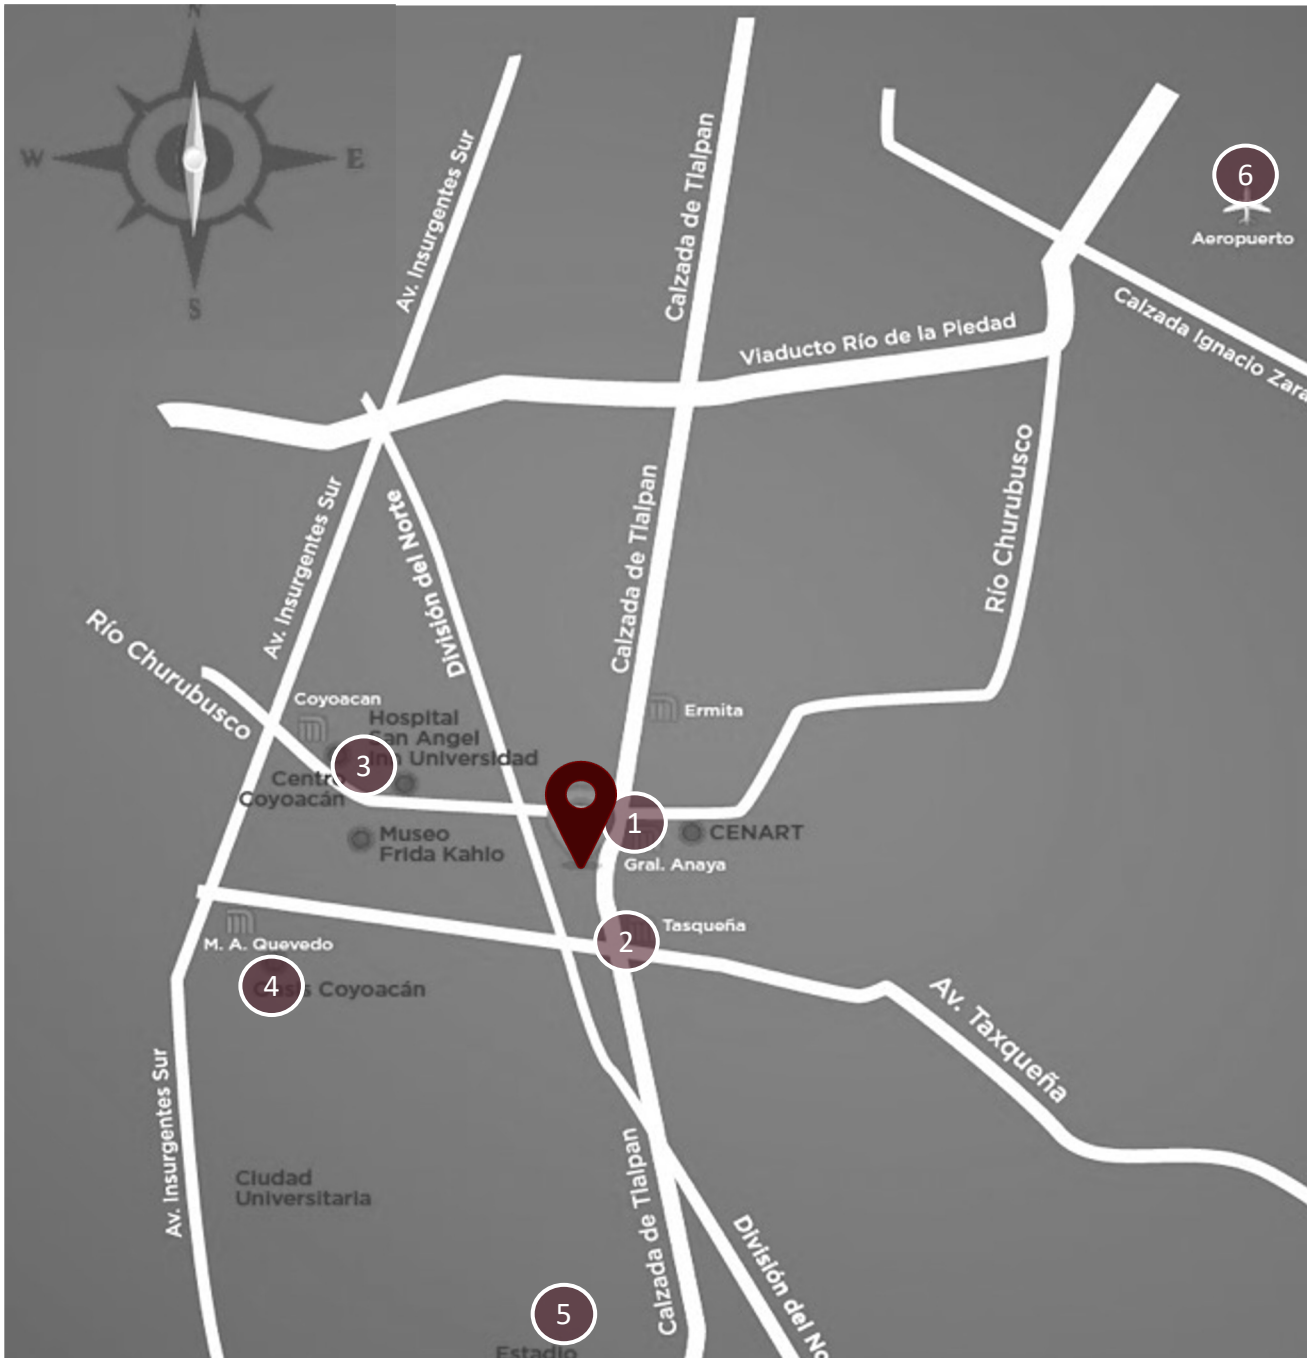 N
W
E
S
Av. Insurgentes Sur
Calzada de Tlalpan
6
Aeropuerto
Calzada Ignacio
Viaducto Río de la Piedad
Av. Insurgentes Sur
División del Norte
Calzada de Tlalpan
Río Churubusco
Río Churubusco
Coyoacan
Hospital
San Angel
Inn Universidad
Ermita
3
Centro
Coyoacán
1
CENART
Museo
Frida Kahlo
Gral. Anaya
Tasqueña
2
M. A. Quevedo
4
Oasis Coyoacán
Av. Taxqueña
Av. Insurgentes Sur
Ciudad
Universitaria
Calzada de Tlalpan
División del
5
Estadio